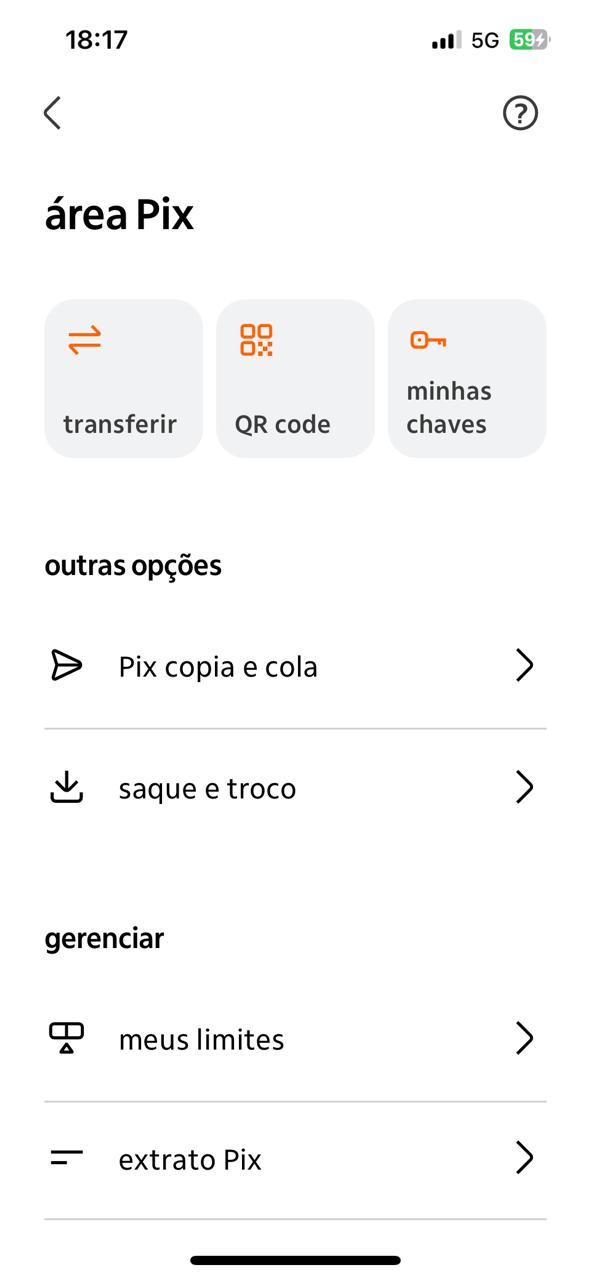 18:17
5G
59
?
área Pix
transferir
QR code
minhas
chaves
outras opções
Pix copia e cola
saque e troco
gerenciar
meus limites
extrato Pix